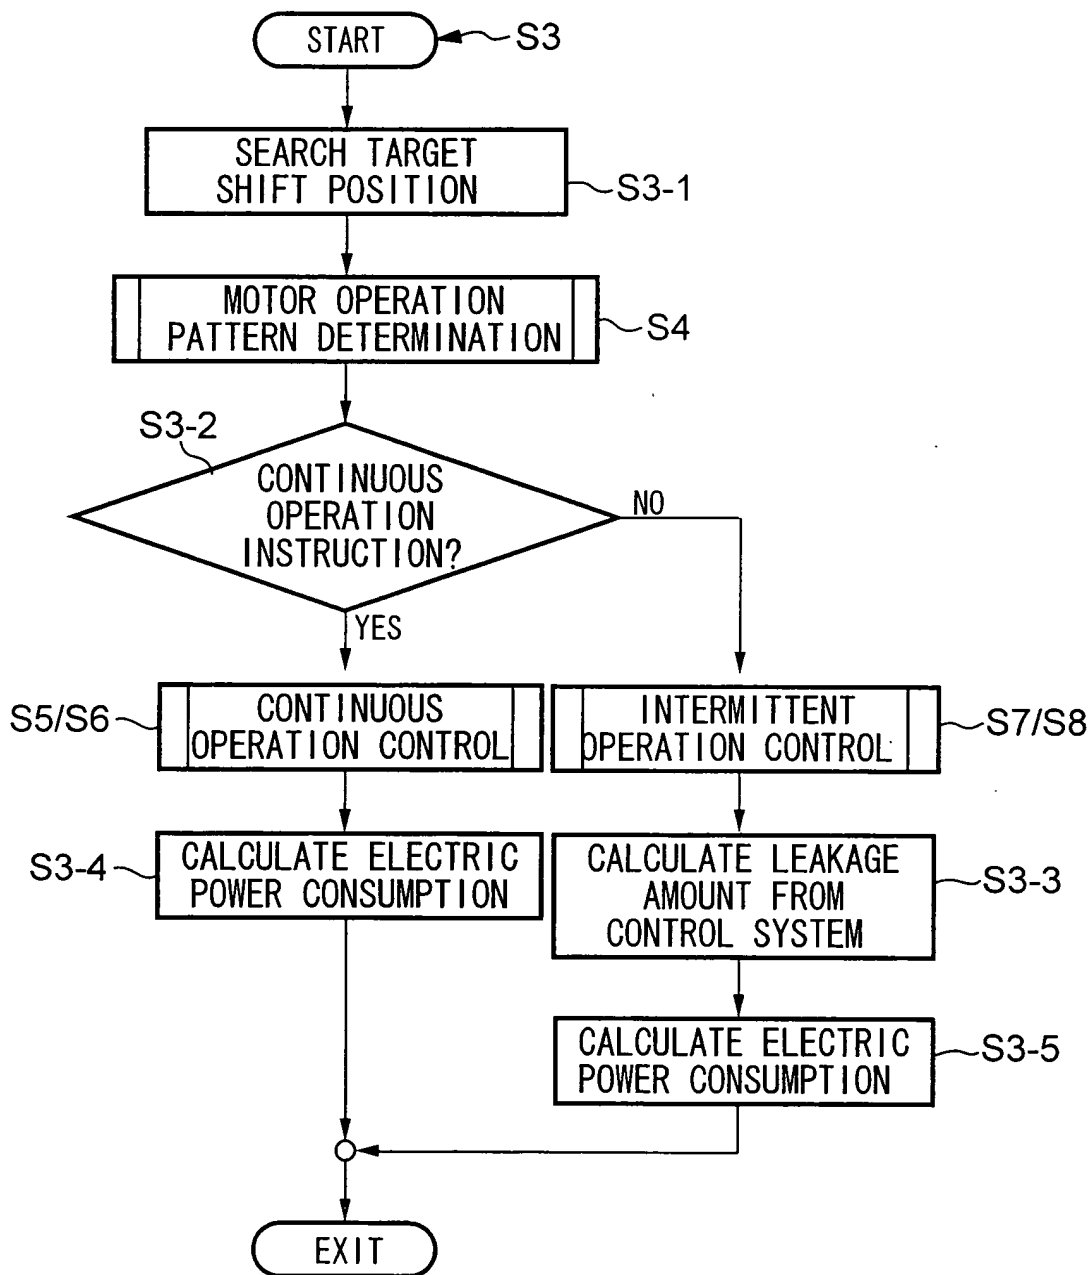 START
S3
SEARCH TARGET
SHIFT POSITION
S3-1
MOTOR OPERATION
PATTERN DETERMINATION
S4
S3-2
CONTINUOUS
OPERATION
INSTRUCTION?
NO
YES
S5/S6
CONTINUOUS
OPERATION CONTROL
INTERMITTENT
OPERATION CONTROL
S7/S8
S3-4
CALCULATE ELECTRIC
POWER CONSUMPTION
CALCULATE LEAKAGE
AMOUNT FROM
CONTROL SYSTEM
S3-3
CALCULATE ELECTRIC
POWER CONSUMPTION
S3-5
EXIT